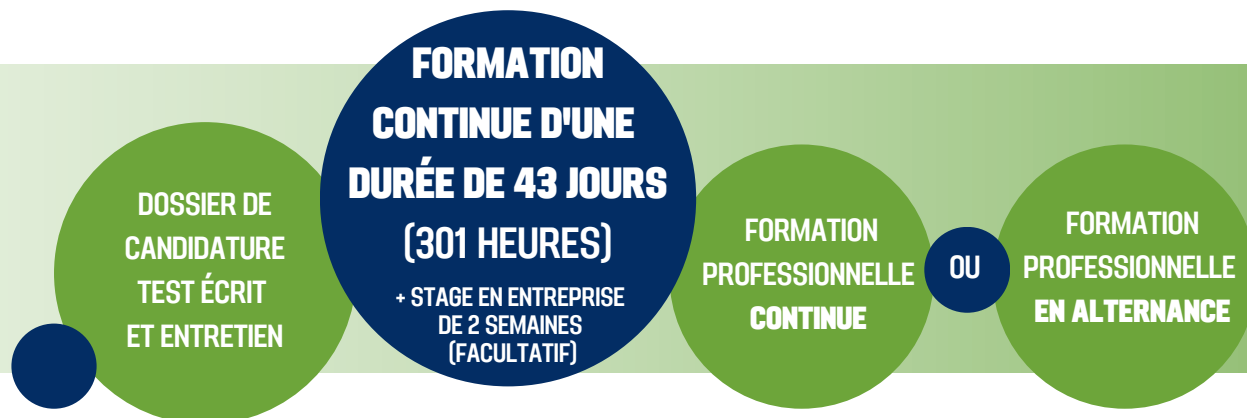 DOSSIER DE
CANDIDATURE
TEST ÉCRIT
ET ENTRETIEN
FORMATION
CONTINUE D'UNE
DURÉE DE 43 JOURS
(301 HEURES)
+ STAGE EN ENTREPRISE
DE 2 SEMAINES
(FACULTATIF)
FORMATION
PROFESSIONNELLE
CONTINUE
OU
FORMATION
PROFESSIONNELLE
EN ALTERNANCE